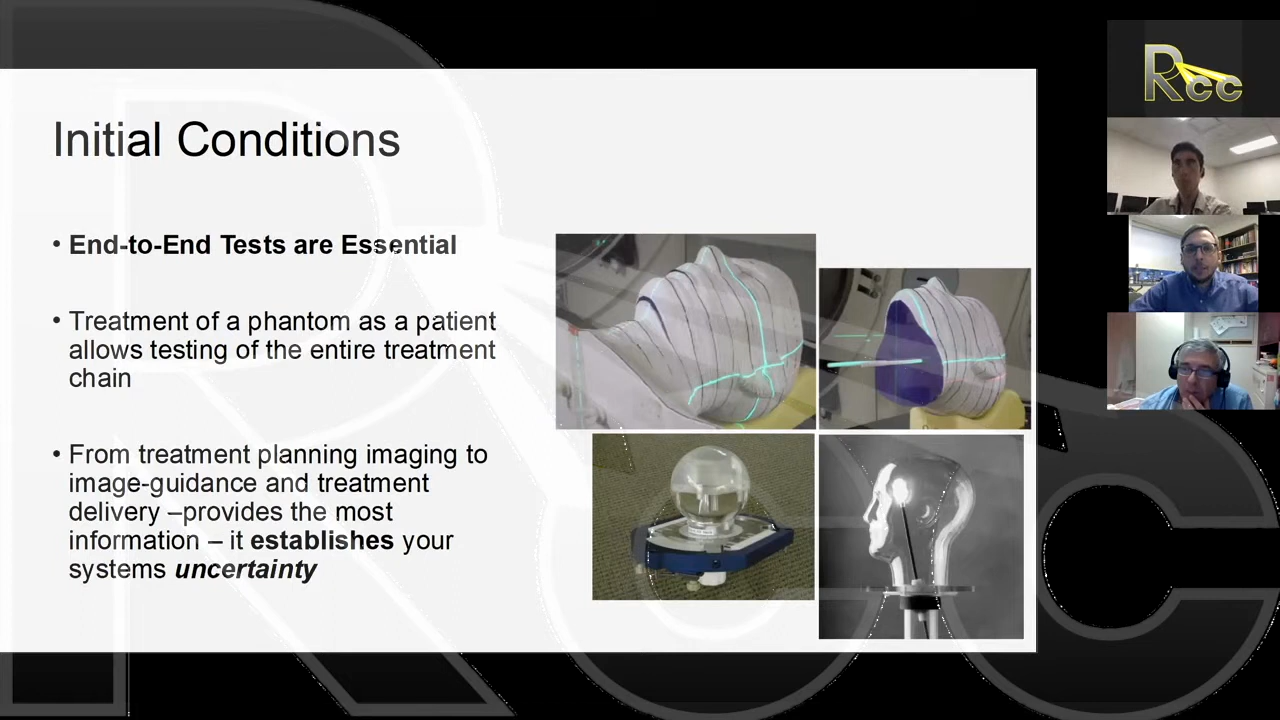 Initial Conditions
• End-to-End Tests are Essential
• Treatment of a phantom as a patient
allows testing of the entire treatment
chain
• From treatment planning imaging to
image-guidance and treatment
delivery –provides the most
information – it establishes your
systems uncertainty
Rcc